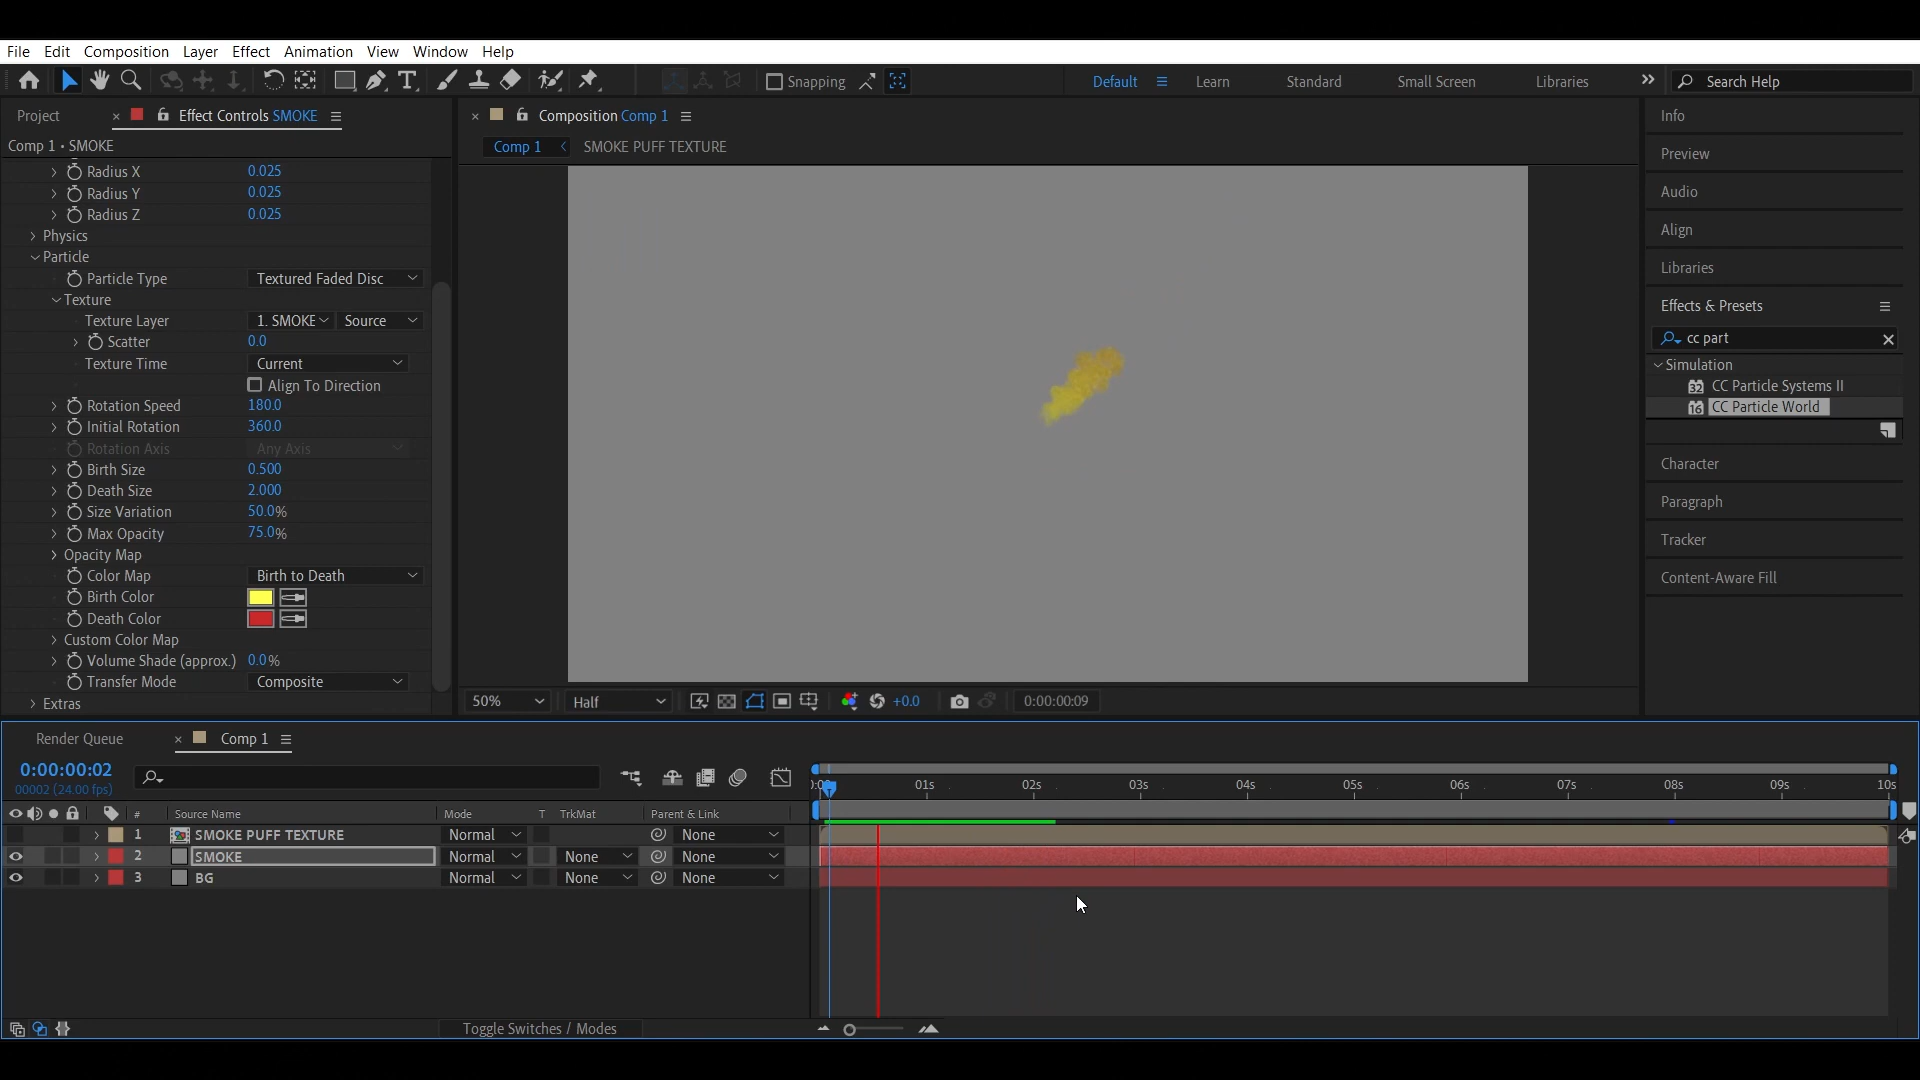 File Edit Composition Layer Effect Animation View Window Help
Snapping Default Learn Standard Small Screen Libraries Search Help
Project Effect Controls SMOKE
Comp 1 • SMOKE
Radius X 0.025
Radius Y 0.025
Radius Z 0.025
Physics
Particle
Particle Type Textured Faded Disc
Texture
Texture Layer 1. SMOKE Source
Scatter 0.0
Texture Time Current
Align To Direction
Rotation Speed 180.0
Initial Rotation 360.0
Rotation Axis Any Axis
Birth Size 0.500
Death Size 2.000
Size Variation 50.0%
Max Opacity 75.0%
Opacity Map
Color Map Birth to Death
Birth Color
Death Color
Custom Color Map
Volume Shade (approx.) 0.0%
Transfer Mode Composite
Extras
Composition Comp 1
Comp 1 SMOKE PUFF TEXTURE
50% Half +0.0 0:00:00:09
Info
Preview
Audio
Align
Libraries
Effects & Presets
cc part
Simulation
32 CC Particle Systems II
16 CC Particle World
Character
Paragraph
Tracker
Content-Aware Fill
Render Queue Comp 1
0:00:00:02
00002 (24.00 fps)
01s 02s 03s 04s 05s 06s 07s 08s 09s 10s
# Source Name Mode T TrkMat Parent & Link
1 SMOKE PUFF TEXTURE Normal None
2 SMOKE Normal None None
3 BG Normal None None
Toggle Switches / Modes